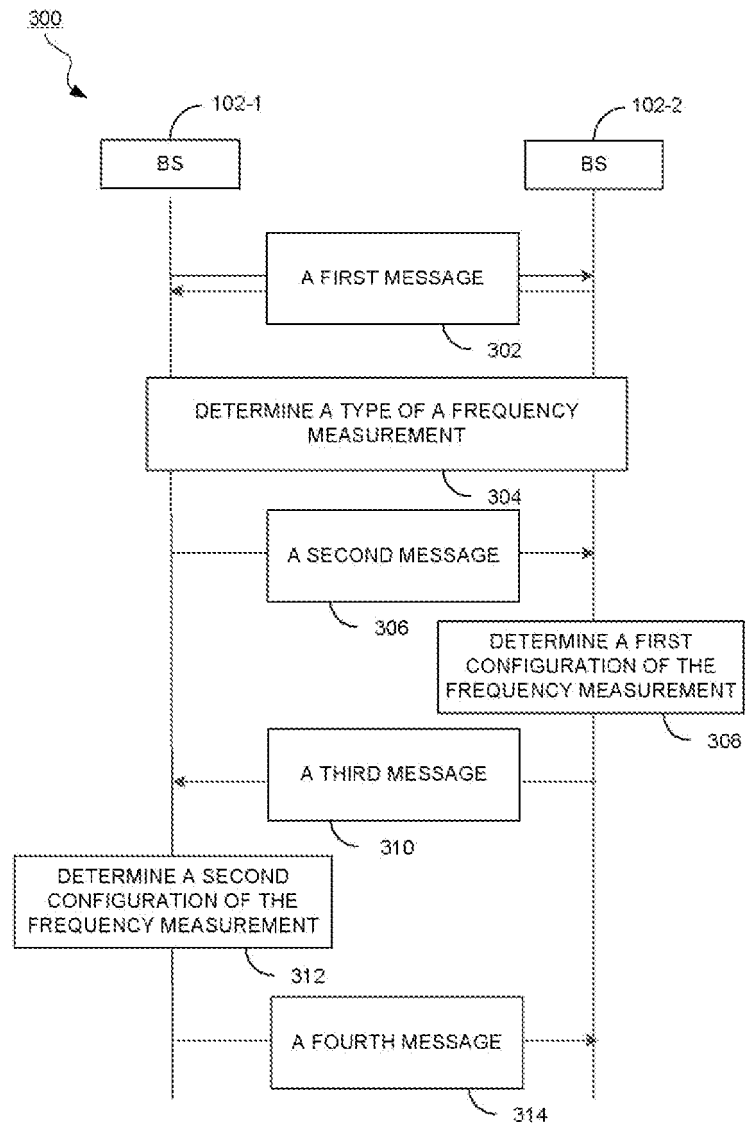 300
102-1
102-2
BS
BS
A FIRST MESSAGE
302
DETERMINE A TYPE OF A FREQUENCY
MEASUREMENT
304
A SECOND MESSAGE
306
DETERMINE A FIRST
CONFIGURATION OF THE
FREQUENCY MEASUREMENT
308
A THIRD MESSAGE
310
DETERMINE A SECOND
CONFIGURATION OF THE
FREQUENCY MEASUREMENT
312
A FOURTH MESSAGE
314